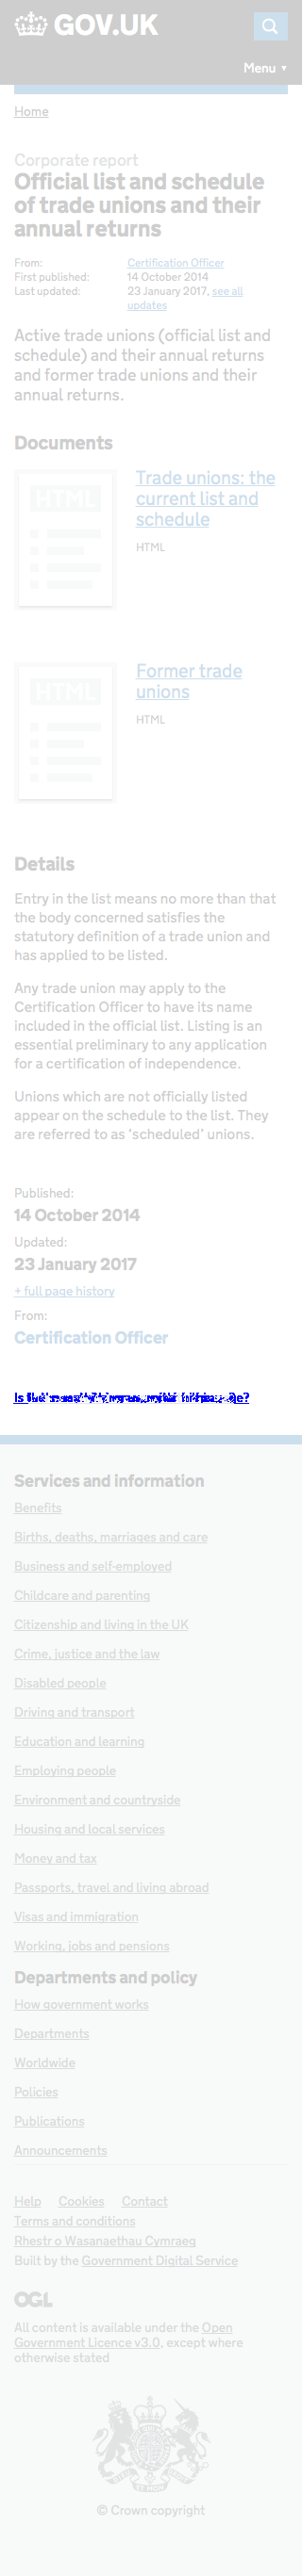 GOV.UK
Menu ▼
Home
Corporate report
Official list and schedule
of trade unions and their
annual returns
From: Certification Officer
First published: 14 October 2014
Last updated: 23 January 2017, see all
updates
Active trade unions (official list and
schedule) and their annual returns
and former trade unions and their
annual returns.
Documents
HTML
Trade unions: the
current list and
schedule
HTML
HTML
Former trade
unions
HTML
Details
Entry in the list means no more than that
the body concerned satisfies the
statutory definition of a trade union and
has applied to be listed.
Any trade union may apply to the
Certification Officer to have its name
included in the official list. Listing is an
essential preliminary to any application
for a certification of independence.
Unions which are not officially listed
appear on the schedule to the list. They
are referred to as 'scheduled' unions.
Published:
14 October 2014
Updated:
23 January 2017
+ full page history
From:
Certification Officer
Services and information
Benefits
Births, deaths, marriages and care
Business and self-employed
Childcare and parenting
Citizenship and living in the UK
Crime, justice and the law
Disabled people
Driving and transport
Education and learning
Employing people
Environment and countryside
Housing and local services
Money and tax
Passports, travel and living abroad
Visas and immigration
Working, jobs and pensions
Departments and policy
How government works
Departments
Worldwide
Policies
Publications
Announcements
Help Cookies Contact
Terms and conditions
Rhestr o Wasanaethau Cymraeg
Built by the Government Digital Service
OGL
All content is available under the Open
Government Licence v3.0, except where
otherwise stated
© Crown copyright